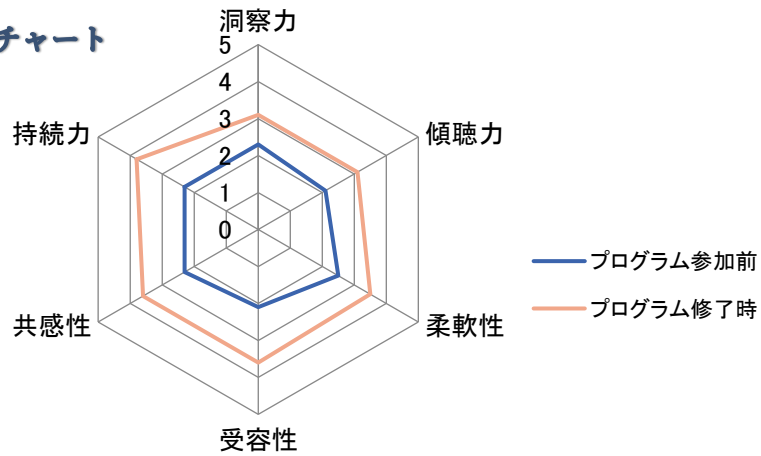 チャート
洞察力
5
4
3
2
1
0
傾聴力
柔軟性
受容性
共感性
持続力
プログラム参加前
プログラム修了時